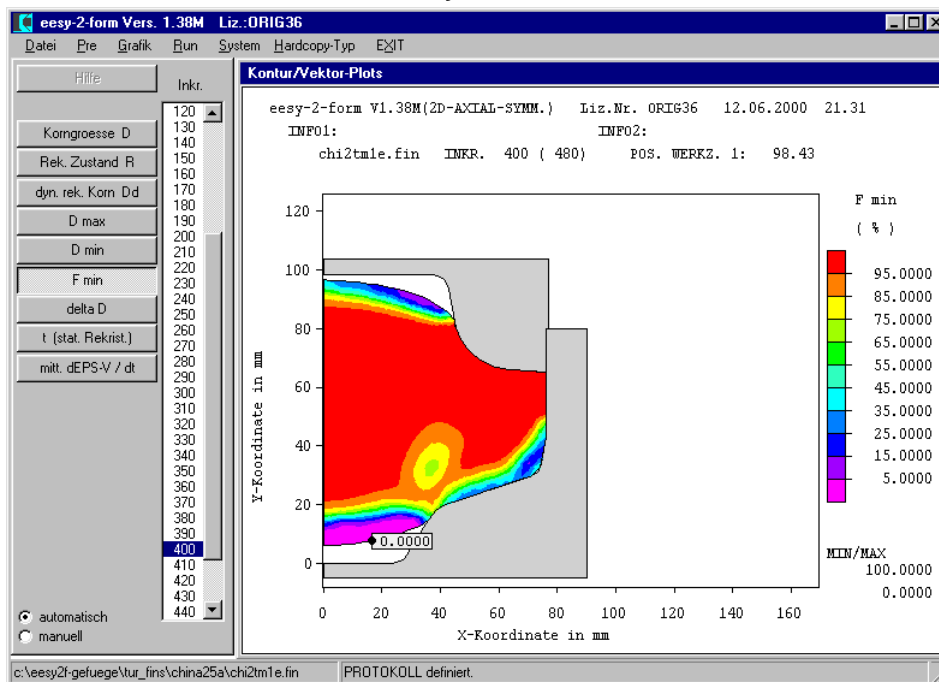 eesy-2-form Vers. 1.38M Liz.:ORIG36
Datei Pre Grafik Run System Hardcopy-Typ EXIT
Hilfe
Inkr.
Korngroesse D
Rek. Zustand R
dyn. rek. Korn Dd
D max
D min
F min
delta D
t (stat. Rekrist.)
mitt. dEPS-V / dt
120
130
140
150
160
170
180
190
200
210
220
230
240
250
260
270
280
290
300
310
320
330
340
350
360
370
380
390
400
410
420
430
440
automatisch
manuell
Kontur/Vektor-Plots
eesy-2-form V1.38M(2D-AXIAL-SYMM.) Liz.Nr. ORIG36 12.06.2000 21.31
INFO1: INFO2:
chi2tm1e.fin INKR. 400 ( 480) POS. WERKZ. 1: 98.43
Y-Koordinate in mm
120
100
80
60
40
20
0
0.0000
0 20 40 60 80 100 120 140 160
X-Koordinate in mm
F min
( % )
95.0000
85.0000
75.0000
65.0000
55.0000
45.0000
35.0000
25.0000
15.0000
5.0000
MIN/MAX
100.0000
0.0000
c:\eesy2f-gefuege\tur_fins\china25a\chi2tm1e.fin PROTOKOLL definiert.